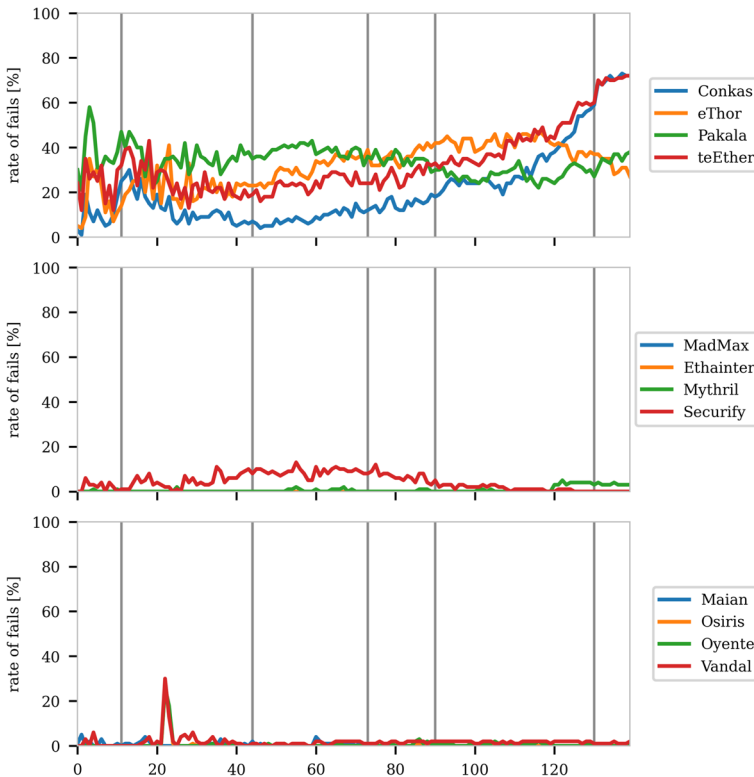 100
80
60
40
20
0
rate of fails [%]
Conkas
eThor
Pakala
teEther
100
80
60
40
20
0
rate of fails [%]
MadMax
Ethainter
Mythril
Securify
100
80
60
40
20
0
rate of fails [%]
Maian
Osiris
Oyente
Vandal
0 20 40 60 80 100 120